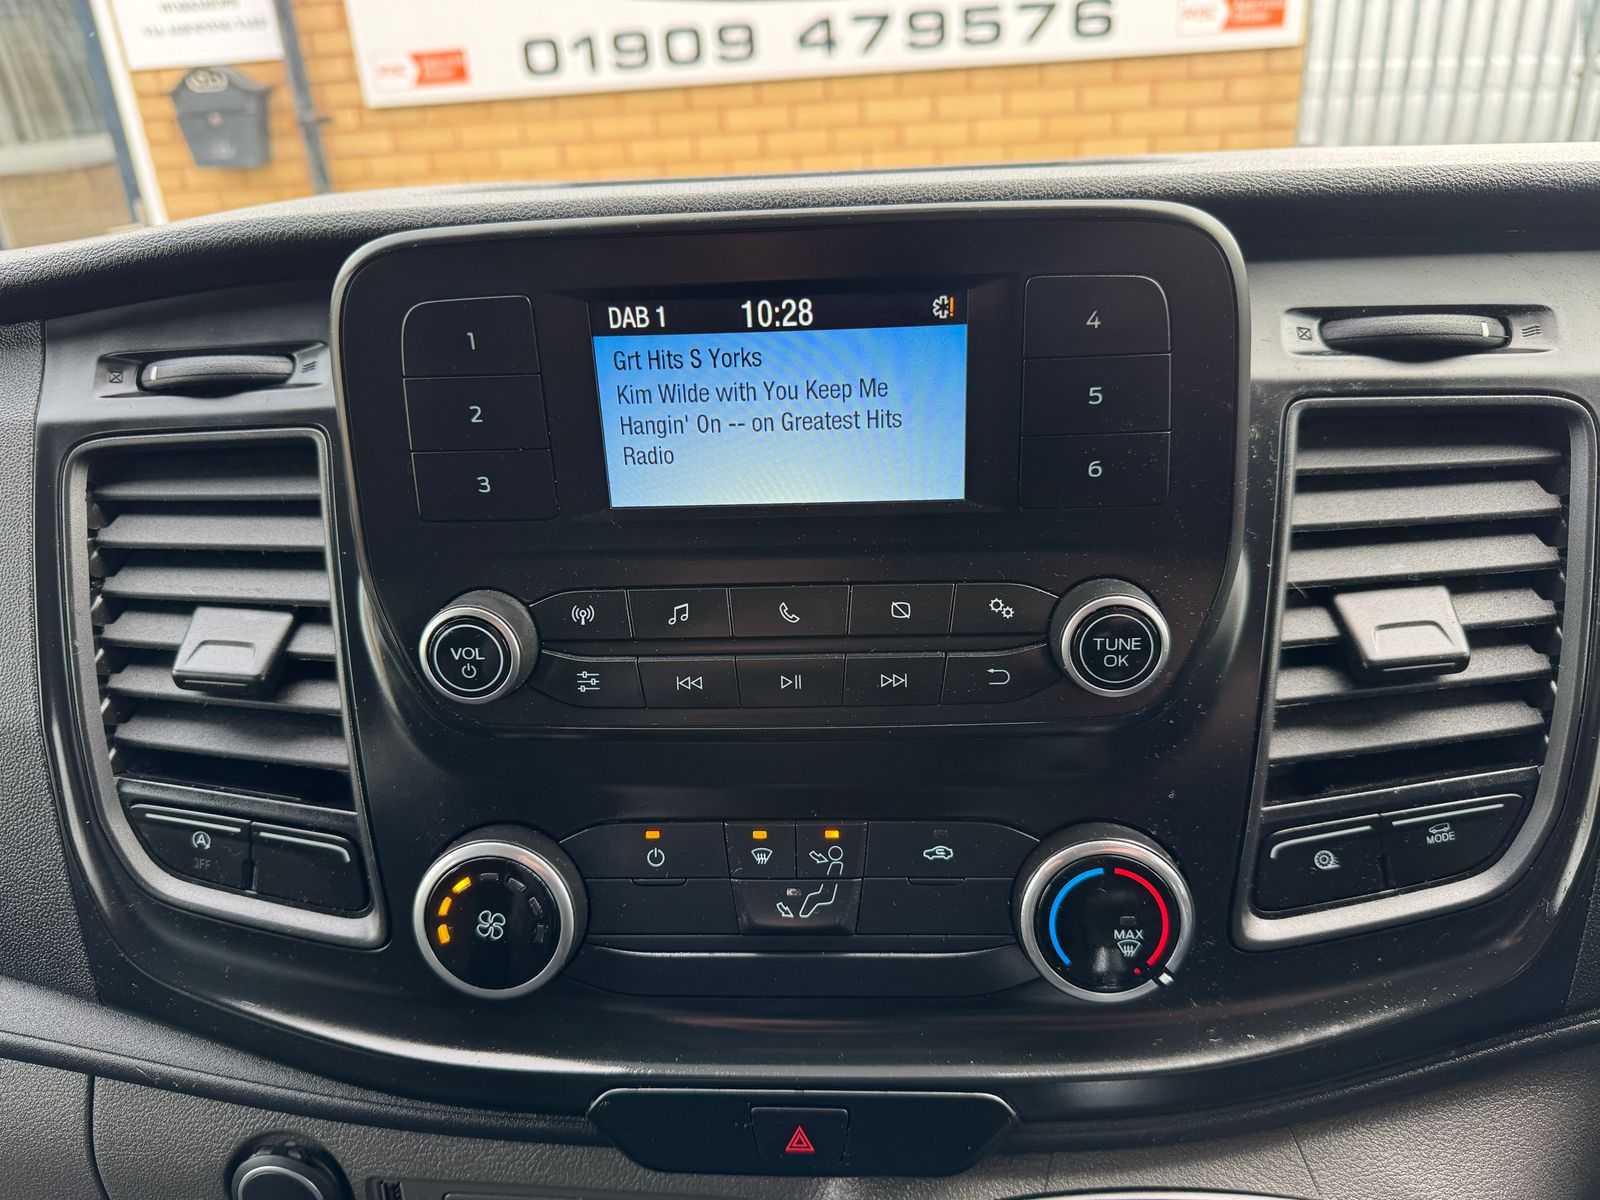 01909 479576
DAB 1 10:28
Grt Hits S Yorks
Kim Wilde with You Keep Me
Hangin' On -- on Greatest Hits
Radio
1
2
3
4
5
6
VOL
TUNE
OK
A
OFF
MODE
MAX